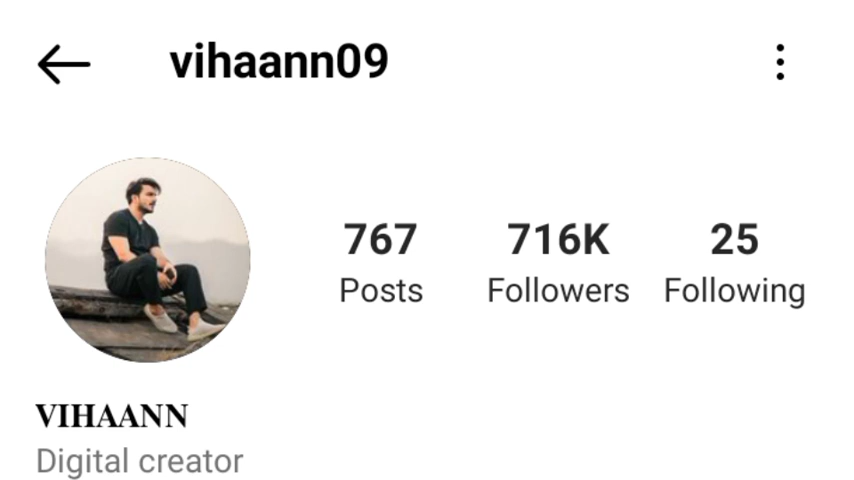 vihaann09
767 716K 25
Posts Followers Following
VIHAANN
Digital creator